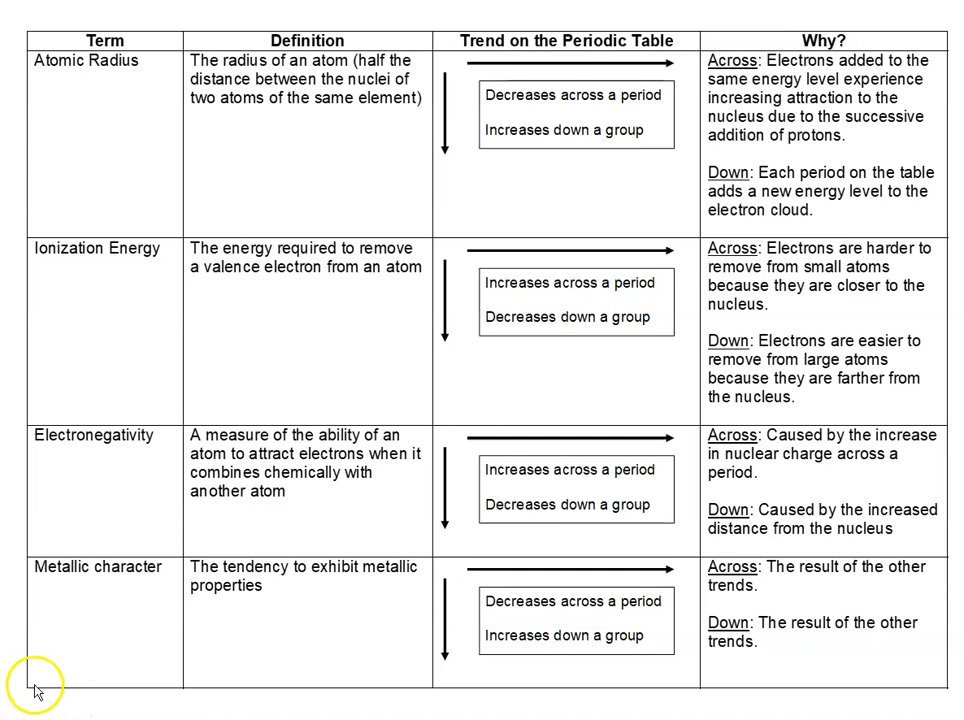 Term
Definition
Trend on the Periodic Table
Why?
Atomic Radius
The radius of an atom (half the
distance between the nuclei of
two atoms of the same element)
Decreases across a period
Increases down a group
Across: Electrons added to the
same energy level experience
increasing attraction to the
nucleus due to the successive
addition of protons.
Down: Each period on the table
adds a new energy level to the
electron cloud.
Ionization Energy
The energy required to remove
a valence electron from an atom
Increases across a period
Decreases down a group
Across: Electrons are harder to
remove from small atoms
because they are closer to the
nucleus.
Down: Electrons are easier to
remove from large atoms
because they are farther from
the nucleus.
Electronegativity
A measure of the ability of an
atom to attract electrons when it
combines chemically with
another atom
Increases across a period
Decreases down a group
Across: Caused by the increase
in nuclear charge across a
period.
Down: Caused by the increased
distance from the nucleus
Metallic character
The tendency to exhibit metallic
properties
Decreases across a period
Increases down a group
Across: The result of the other
trends.
Down: The result of the other
trends.